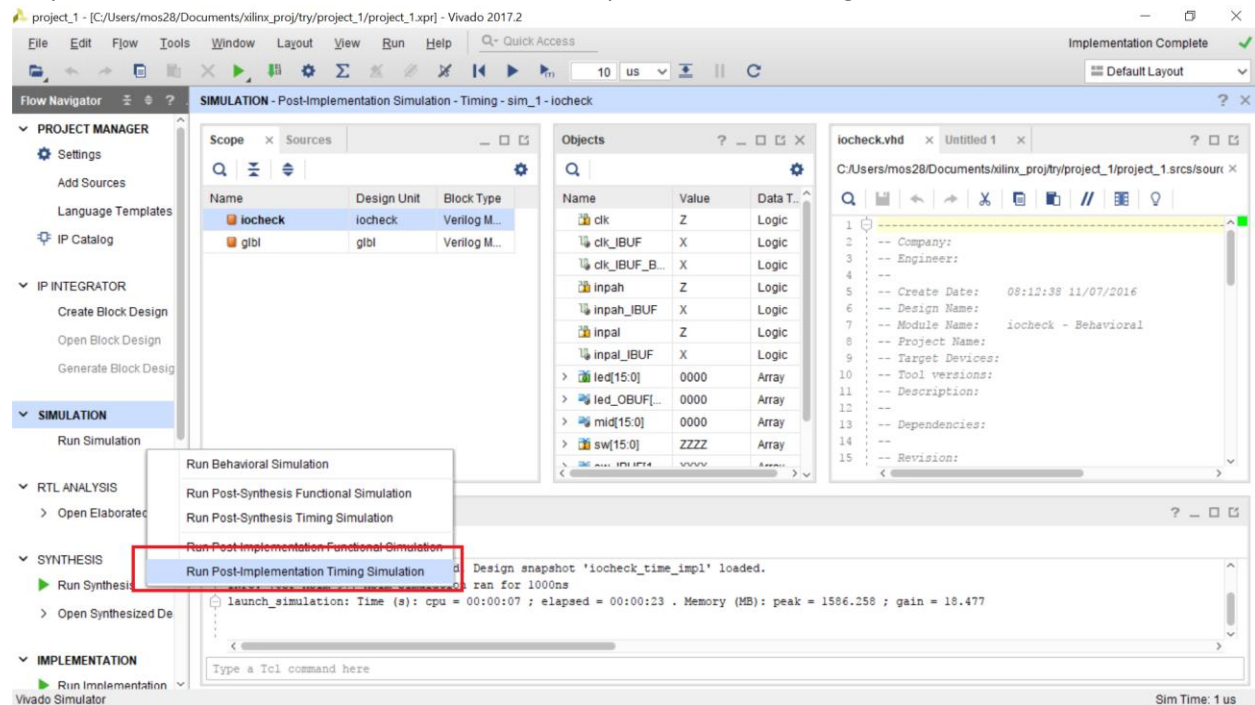 project_1 - [C:/Users/mos28/Documents/xilinx_proj/try/project_1/project_1.xpr] - Vivado 2017.2
File Edit Flow Tools Window Layout View Run Help Quick Access
Implementation Complete
10 us
Default Layout
Flow Navigator
SIMULATION - Post-Implementation Simulation - Timing - sim_1 - iocheck
PROJECT MANAGER
Settings
Add Sources
Language Templates
IP Catalog
IP INTEGRATOR
Create Block Design
Open Block Design
Generate Block Desig
SIMULATION
Run Simulation
RTL ANALYSIS
Open Elaborated
SYNTHESIS
Run Synthesis
Open Synthesized De
IMPLEMENTATION
Run Implementation
Scope Sources
Name Design Unit Block Type
iocheck iocheck Verilog M...
glbl glbl Verilog M...
Objects
Name Value Data T...
clk Z Logic
clk_IBUF X Logic
clk_IBUF_B... X Logic
inpah Z Logic
inpah_IBUF X Logic
inpal Z Logic
inpal_IBUF X Logic
led[15:0] 0000 Array
led_OBUF[... 0000 Array
mid[15:0] 0000 Array
sw[15:0] ZZZZ Array
iocheck.vhd Untitled 1
C:/Users/mos28/Documents/xilinx_proj/try/project_1/project_1.srcs/sourc
1 ----------------------------------------------------------------------------------
2 -- Company:
3 -- Engineer:
4 --
5 -- Create Date: 08:12:38 11/07/2016
6 -- Design Name:
7 -- Module Name: iocheck - Behavioral
8 -- Project Name:
9 -- Target Devices:
10 -- Tool versions:
11 -- Description:
12 --
13 -- Dependencies:
14 --
15 -- Revision:
Run Behavioral Simulation
Run Post-Synthesis Functional Simulation
Run Post-Synthesis Timing Simulation
Run Post-Implementation Functional Simulation
Run Post-Implementation Timing Simulation
d. Design snapshot 'iocheck_time_impl' loaded.
ran for 1000ns
launch_simulation: Time (s): cpu = 00:00:07 ; elapsed = 00:00:23 . Memory (MB): peak = 1586.258 ; gain = 18.477
Type a Tcl command here
Vivado Simulator
Sim Time: 1 us